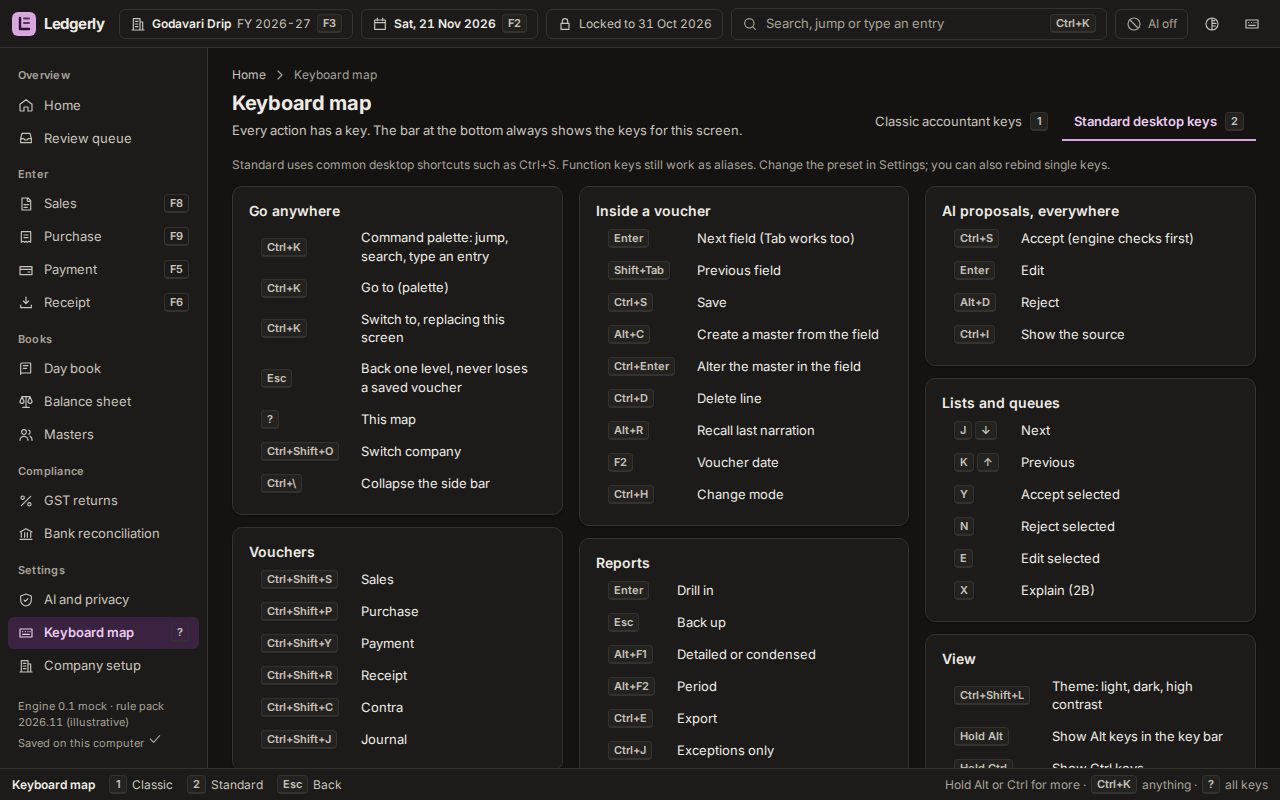 Ledgerly
Godavari Drip FY 2026-27 F3
Sat, 21 Nov 2026 F2
Locked to 31 Oct 2026
Search, jump or type an entry Ctrl+K
AI off
Overview
Home
Review queue
Enter
Sales F8
Purchase F9
Payment F5
Receipt F6
Books
Day book
Balance sheet
Masters
Compliance
GST returns
Bank reconciliation
Settings
AI and privacy
Keyboard map ?
Company setup
Engine 0.1 mock · rule pack
2026.11 (illustrative)
Saved on this computer
Home > Keyboard map
Keyboard map
Every action has a key. The bar at the bottom always shows the keys for this screen.
Classic accountant keys 1
Standard desktop keys 2
Standard uses common desktop shortcuts such as Ctrl+S. Function keys still work as aliases. Change the preset in Settings; you can also rebind single keys.
Go anywhere
Ctrl+K Command palette: jump,
search, type an entry
Ctrl+K Go to (palette)
Ctrl+K Switch to, replacing this
screen
Esc Back one level, never loses
a saved voucher
? This map
Ctrl+Shift+O Switch company
Ctrl+\ Collapse the side bar
Vouchers
Ctrl+Shift+S Sales
Ctrl+Shift+P Purchase
Ctrl+Shift+Y Payment
Ctrl+Shift+R Receipt
Ctrl+Shift+C Contra
Ctrl+Shift+J Journal
Inside a voucher
Enter Next field (Tab works too)
Shift+Tab Previous field
Ctrl+S Save
Alt+C Create a master from the field
Ctrl+Enter Alter the master in the field
Ctrl+D Delete line
Alt+R Recall last narration
F2 Voucher date
Ctrl+H Change mode
Reports
Enter Drill in
Esc Back up
Alt+F1 Detailed or condensed
Alt+F2 Period
Ctrl+E Export
Ctrl+J Exceptions only
AI proposals, everywhere
Ctrl+S Accept (engine checks first)
Enter Edit
Alt+D Reject
Ctrl+I Show the source
Lists and queues
J ↓ Next
K ↑ Previous
Y Accept selected
N Reject selected
E Edit selected
X Explain (2B)
View
Ctrl+Shift+L Theme: light, dark, high
contrast
Hold Alt Show Alt keys in the key bar
Hold Ctrl Show Ctrl keys
Keyboard map 1 Classic 2 Standard Esc Back
Hold Alt or Ctrl for more · Ctrl+K anything · ? all keys